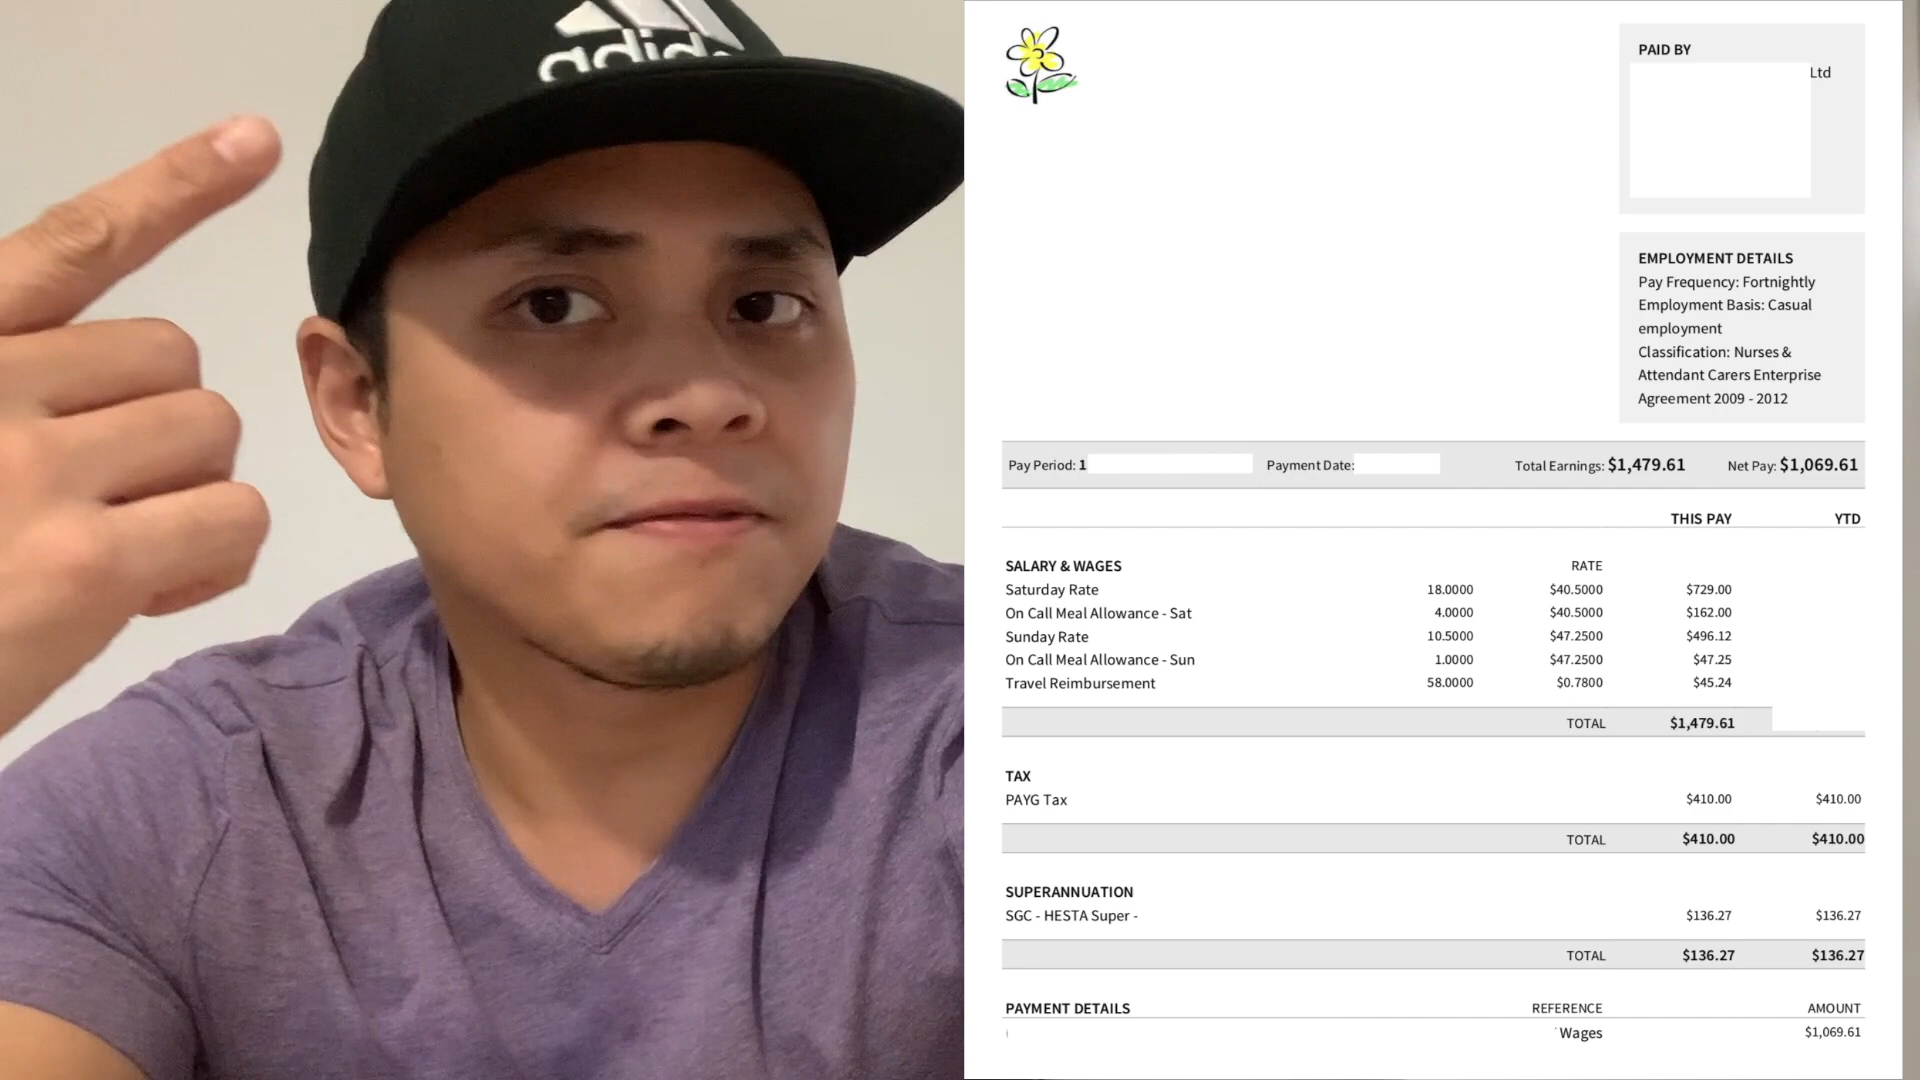 adidas
PAID BY
Ltd
EMPLOYMENT DETAILS
Pay Frequency: Fortnightly
Employment Basis: Casual
employment
Classification: Nurses &
Attendant Carers Enterprise
Agreement 2009 - 2012
Pay Period: 1 Payment Date: Total Earnings: $1,479.61 Net Pay: $1,069.61
THIS PAY YTD
SALARY & WAGES RATE
Saturday Rate 18.0000 $40.5000 $729.00
On Call Meal Allowance - Sat 4.0000 $40.5000 $162.00
Sunday Rate 10.5000 $47.2500 $496.12
On Call Meal Allowance - Sun 1.0000 $47.2500 $47.25
Travel Reimbursement 58.0000 $0.7800 $45.24
TOTAL $1,479.61
TAX
PAYG Tax $410.00 $410.00
TOTAL $410.00 $410.00
SUPERANNUATION
SGC - HESTA Super - $136.27 $136.27
TOTAL $136.27 $136.27
PAYMENT DETAILS REFERENCE AMOUNT
Wages $1,069.61